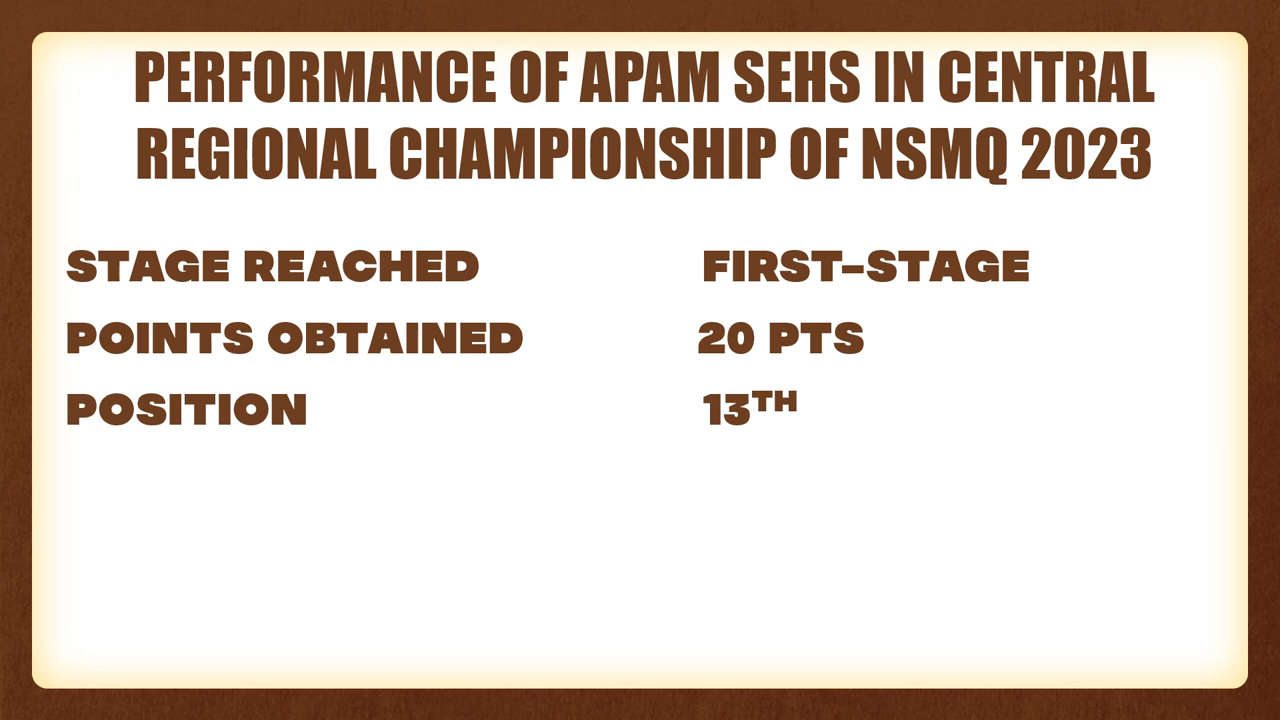 PERFORMANCE OF APAM SEHS IN CENTRAL
REGIONAL CHAMPIONSHIP OF NSMQ 2023
STAGE REACHED FIRST-STAGE
POINTS OBTAINED 20 PTS
POSITION 13TH